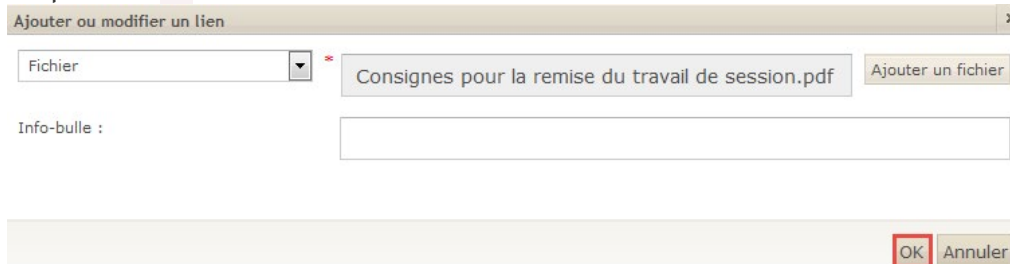 Ajouter ou modifier un lien
Fichier * Consignes pour la remise du travail de session.pdf Ajouter un fichier
Info-bulle :
OK Annuler